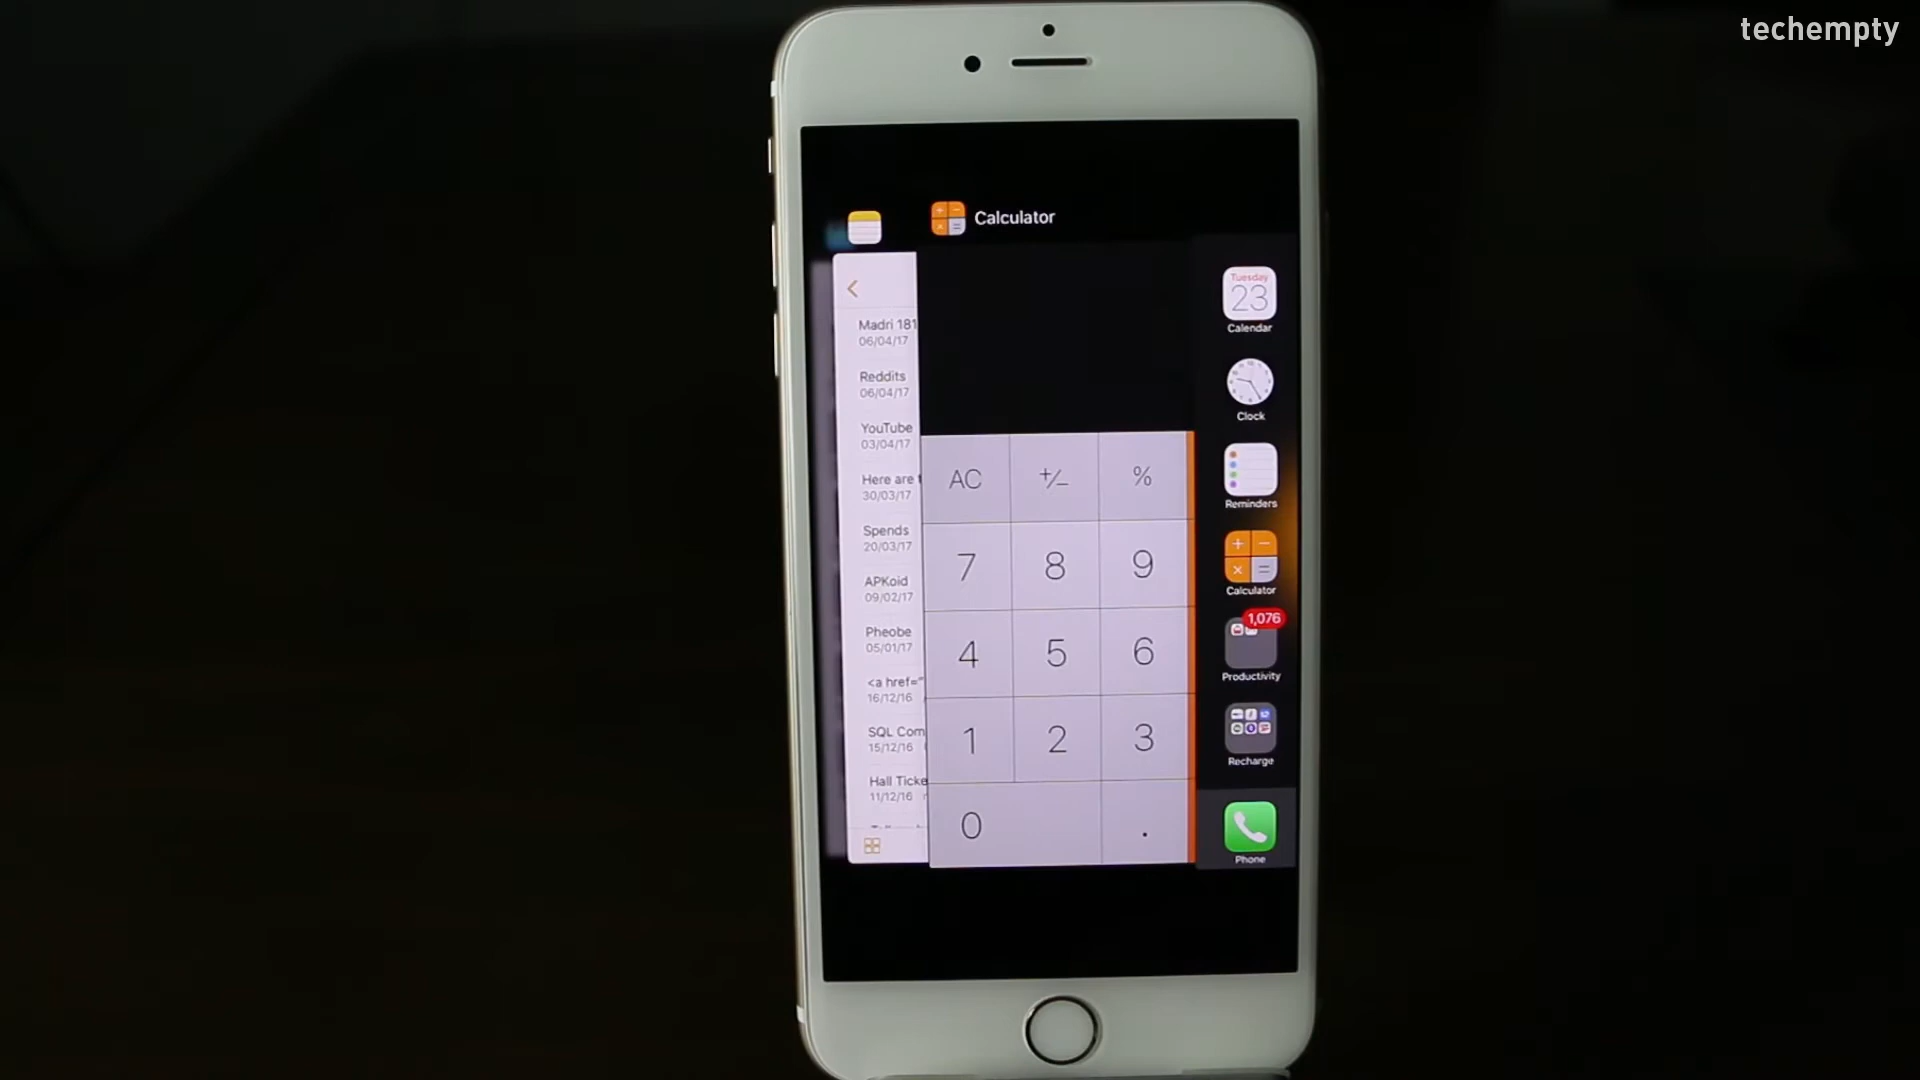 techempty
Calculator
Madri 181
06/04/17
Reddits
06/04/17
YouTube
03/04/17
Here are
30/03/17
Spends
20/03/17
APKoid
09/02/17
Pheobe
05/01/17
<a href="
16/12/16
SQL Com
15/12/16
Hall Ticke
11/12/16
AC +/- %
7 8 9
4 5 6
1 2 3
0 .
Tuesday
23
Calendar
Clock
Reminders
Calculator
1,076
Productivity
Recharge
Phone